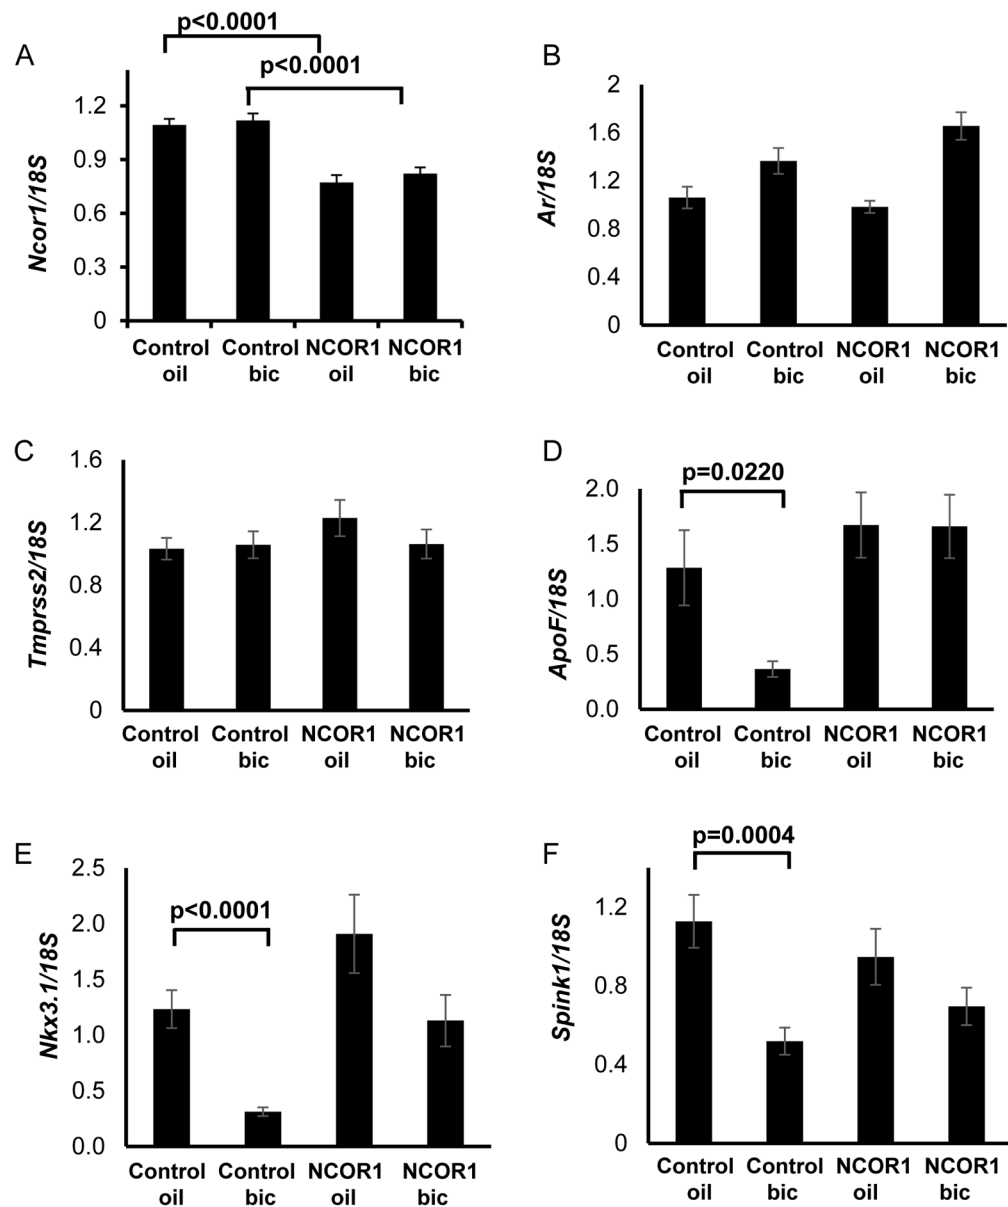 A
p<0.0001
p<0.0001
Ncor1/18S
1.2
0.9
0.6
0.3
0
Control oil
Control bic
NCOR1 oil
NCOR1 bic
B
Ar/18S
2
1.6
1.2
0.8
0.4
0
Control oil
Control bic
NCOR1 oil
NCOR1 bic
C
Tmprss2/18S
1.6
1.2
0.8
0.4
0
Control oil
Control bic
NCOR1 oil
NCOR1 bic
D
p=0.0220
ApoF/18S
2.0
1.5
1.0
0.5
0.0
Control oil
Control bic
NCOR1 oil
NCOR1 bic
E
p<0.0001
Nkx3.1/18S
2.5
2.0
1.5
1.0
0.5
0.0
Control oil
Control bic
NCOR1 oil
NCOR1 bic
F
p=0.0004
Spink1/18S
1.2
0.8
0.4
0
Control oil
Control bic
NCOR1 oil
NCOR1 bic